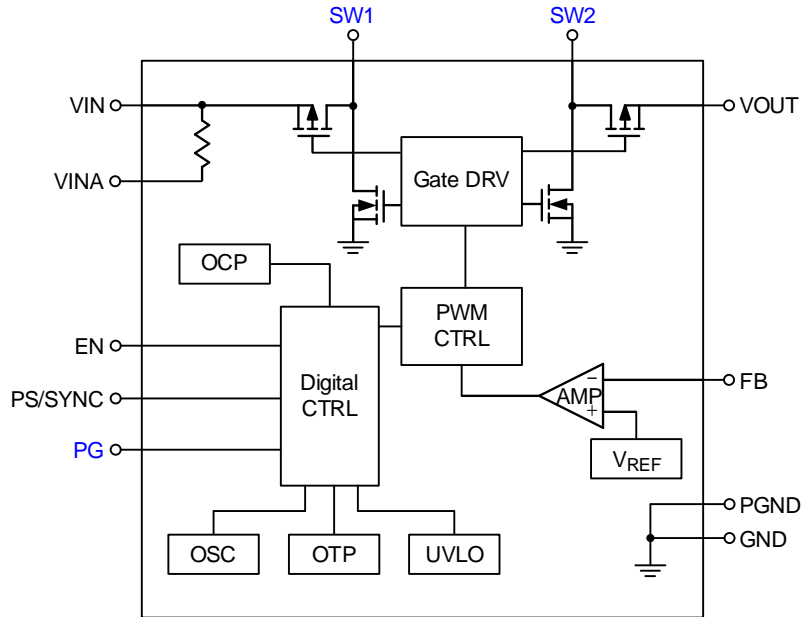 SW1
SW2
VIN
VOUT
VINA
Gate DRV
OCP
PWM
CTRL
EN
Digital
CTRL
PS/SYNC
PG
AMP
−
+
FB
VREF
PGND
GND
OSC
OTP
UVLO